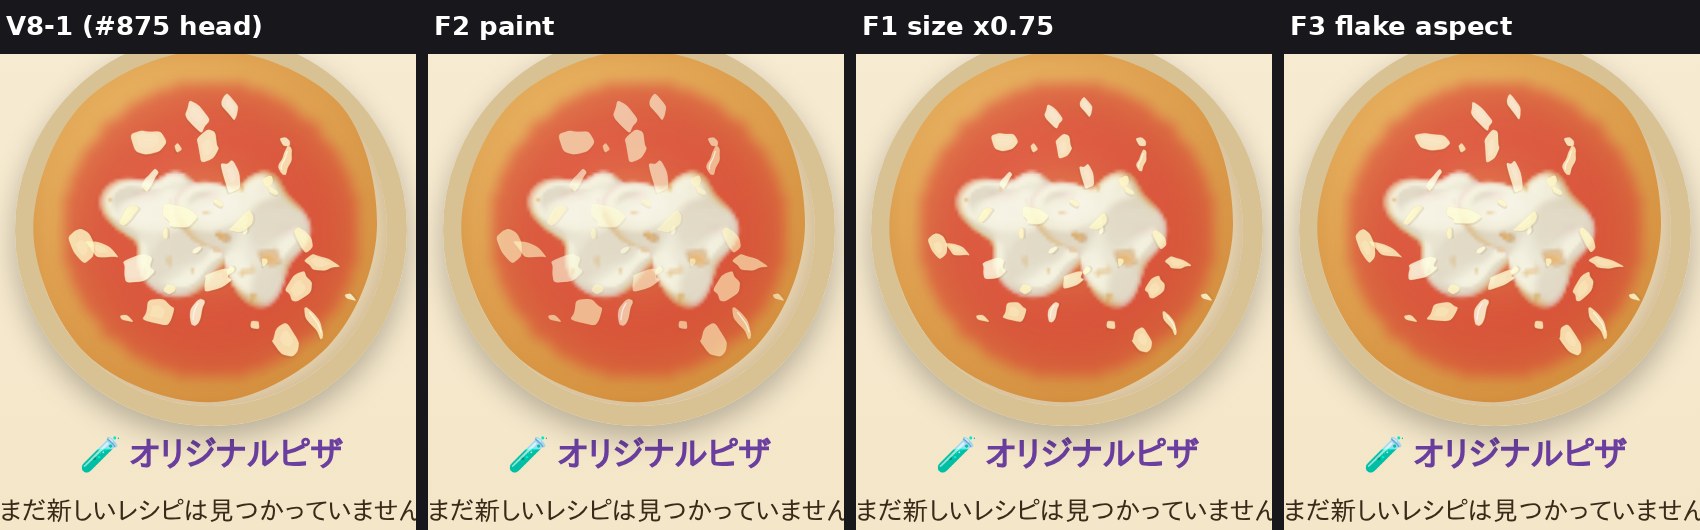 V8-1 (#875 head)
F2 paint
F1 size x0.75
F3 flake aspect
オリジナルピザ
オリジナルピザ
オリジナルピザ
オリジナルピザ
まだ新しいレシピは見つかっていません
まだ新しいレシピは見つかっていません
まだ新しいレシピは見つかっていません
まだ新しいレシピは見つかっていません